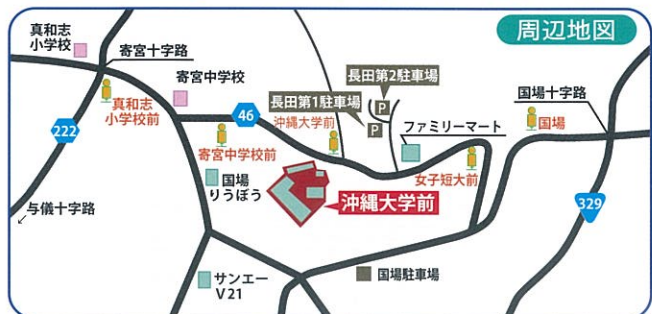 周辺地図
真和志
小学校
寄宮十字路
寄宮中学校
長田第2駐車場
P
長田第1駐車場
P
国場十字路
真和志
小学校前
46
沖縄大学前
ファミリーマート
国場
222
寄宮中学校前
女子短大前
国場
りうぼう
沖縄大学前
329
与儀十字路
サンエー
V21
国場駐車場